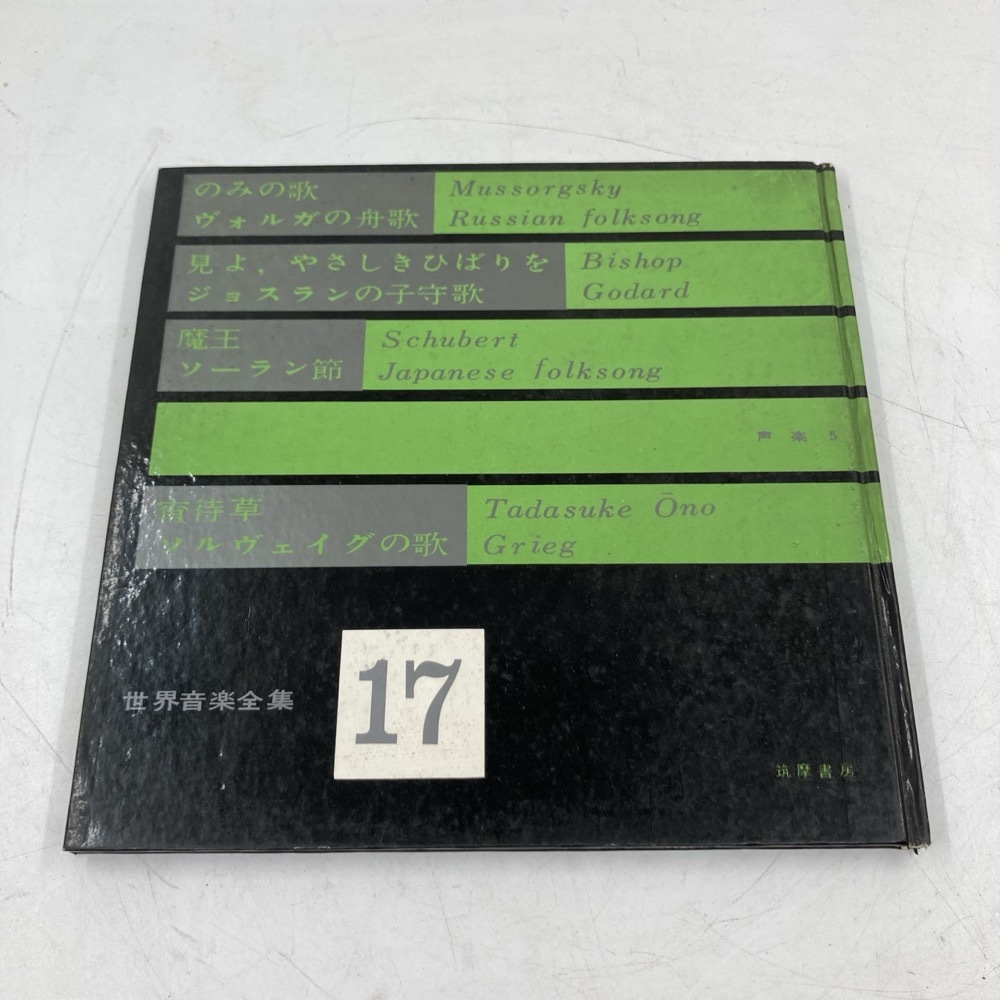 のみの歌 Mussorgsky
ヴォルガの舟歌 Russian folksong
見よ，やさしきひばりを Bishop
ジョスランの子守歌 Godard
魔王 Schubert
ソーラン節 Japanese folksong
声楽 5
宵待草 Tadasuke Ōno
ソルヴェイグの歌 Grieg
世界音楽全集 17
筑摩書房